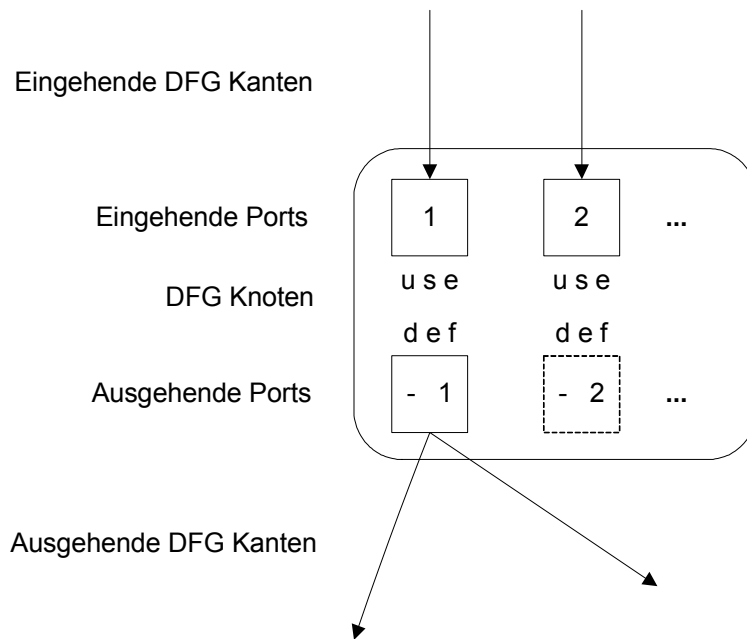 Eingehende DFG Kanten
Eingehende Ports 1 2 ...
use use
DFG Knoten
def def
Ausgehende Ports - 1 - 2 ...
Ausgehende DFG Kanten